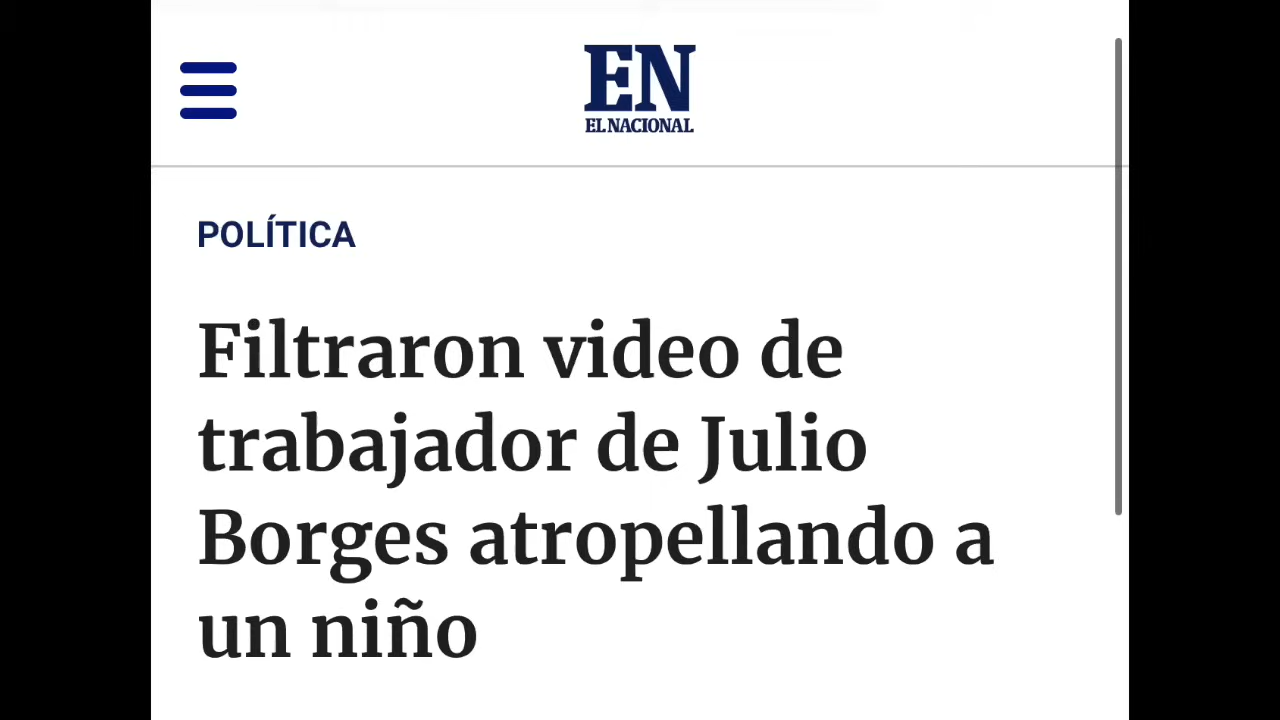 EN
EL NACIONAL
POLÍTICA
Filtraron video de
trabajador de Julio
Borges atropellando a
un niño